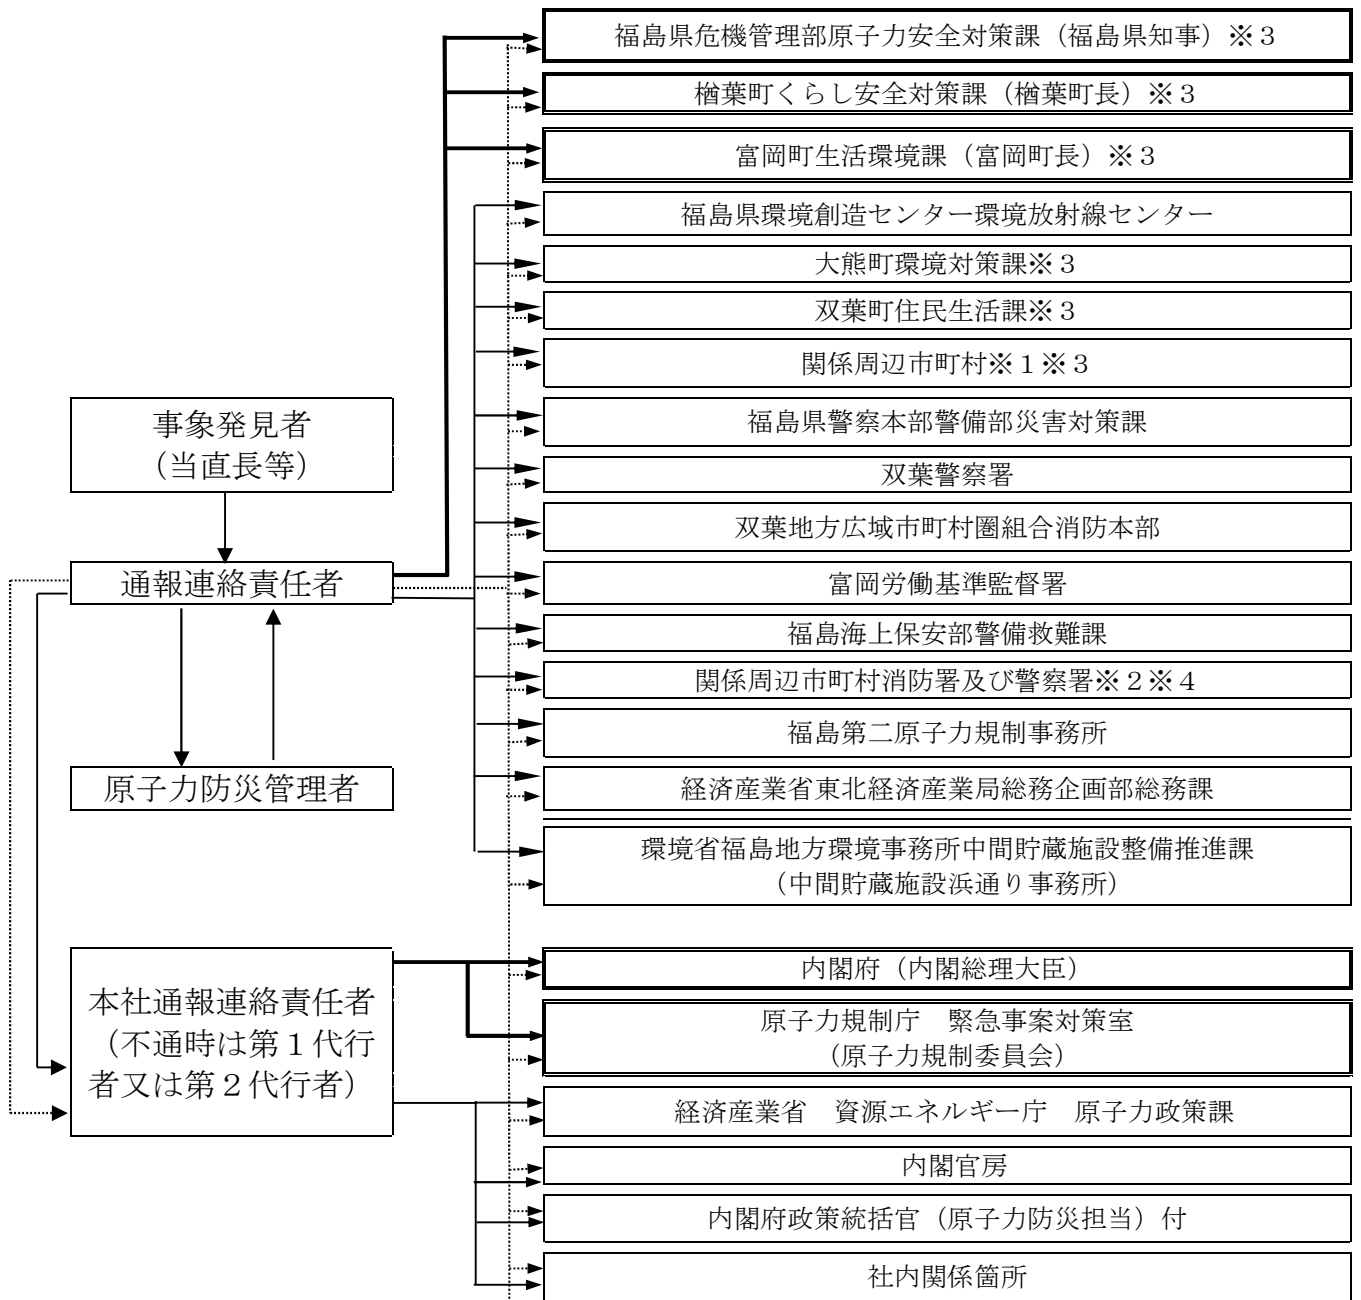 福島県危機管理部原子力安全対策課(福島県知事)※3
楢葉町くらし安全対策課(楢葉町長)※3
富岡町生活環境課(富岡町長)※3
福島県環境創造センター環境放射線センター
大熊町環境対策課※3
双葉町住民生活課※3
関係周辺市町村※1※3
福島県警察本部警備部災害対策課
双葉警察署
双葉地方広域市町村圏組合消防本部
富岡労働基準監督署
福島海上保安部警備救難課
関係周辺市町村消防署及び警察署※2※4
福島第二原子力規制事務所
経済産業省東北経済産業局総務企画部総務課
環境省福島地方環境事務所中間貯蔵施設整備推進課
(中間貯蔵施設浜通り事務所)
事象発見者
(当直長等)
通報連絡責任者
原子力防災管理者
本社通報連絡責任者
(不通時は第1代行
者又は第2代行者)
内閣府(内閣総理大臣)
原子力規制庁 緊急事案対策室
(原子力規制委員会)
経済産業省 資源エネルギー庁 原子力政策課
内閣官房
内閣府政策統括官(原子力防災担当)付
社内関係箇所